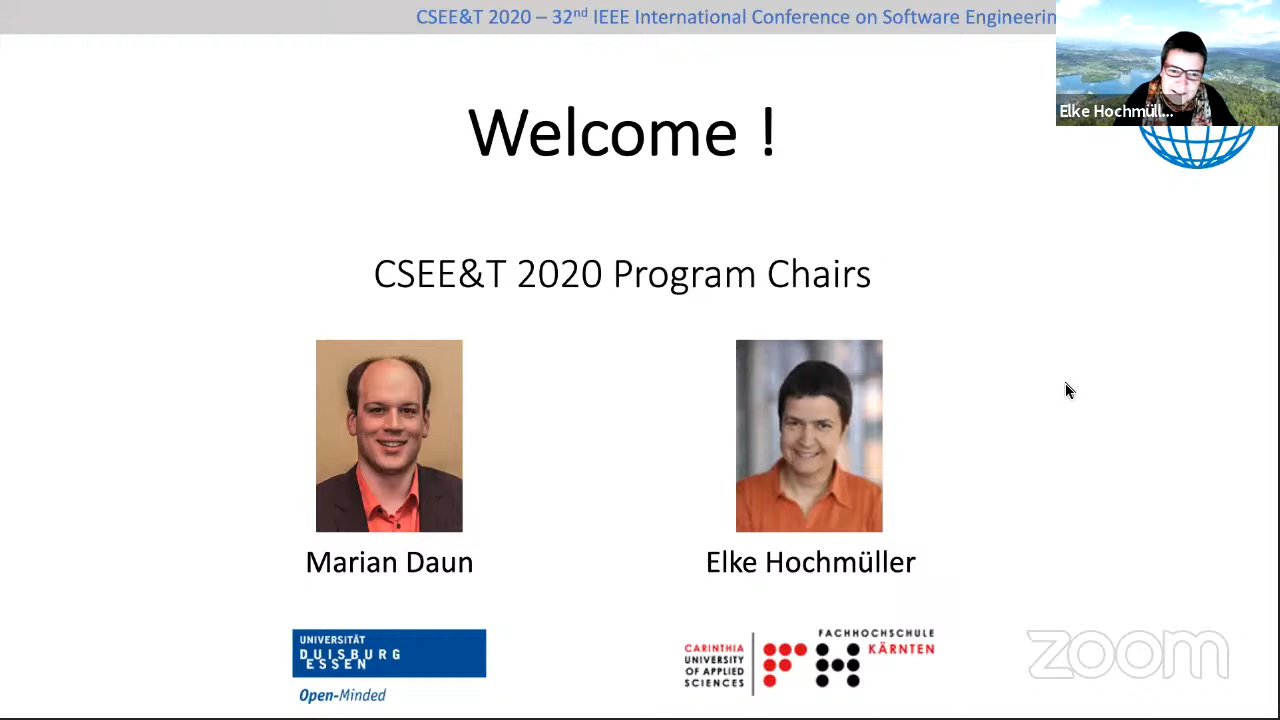 CSEE&T 2020 – 32nd IEEE International Conference on Software Engineerin
Elke Hochmüll...
Welcome !
CSEE&T 2020 Program Chairs
Marian Daun
Elke Hochmüller
UNIVERSITÄT
DUISBURG
ESSEN
Open-Minded
CARINTHIA
UNIVERSITY
OF APPLIED
SCIENCES
FACHHOCHSCHULE
KÄRNTEN
FH
zoom